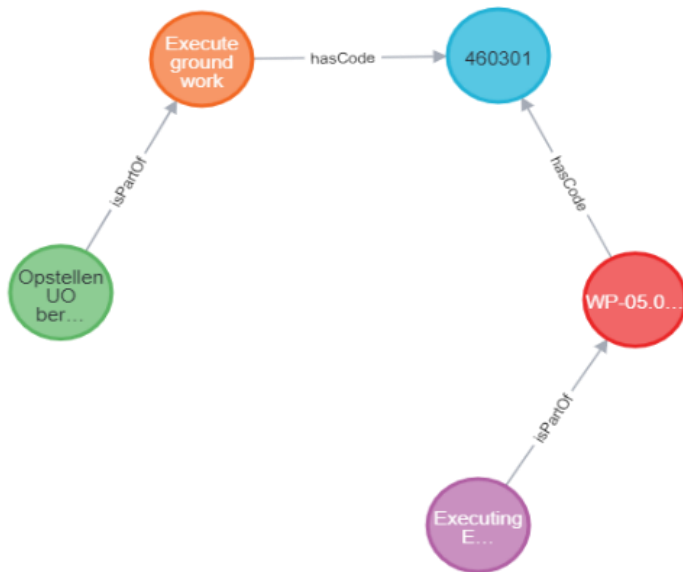 Execute
ground
work
hasCode
460301
isPartOf
hasCode
Opstellen
UO
ber...
WP-05.0...
isPartOf
Executing
E...